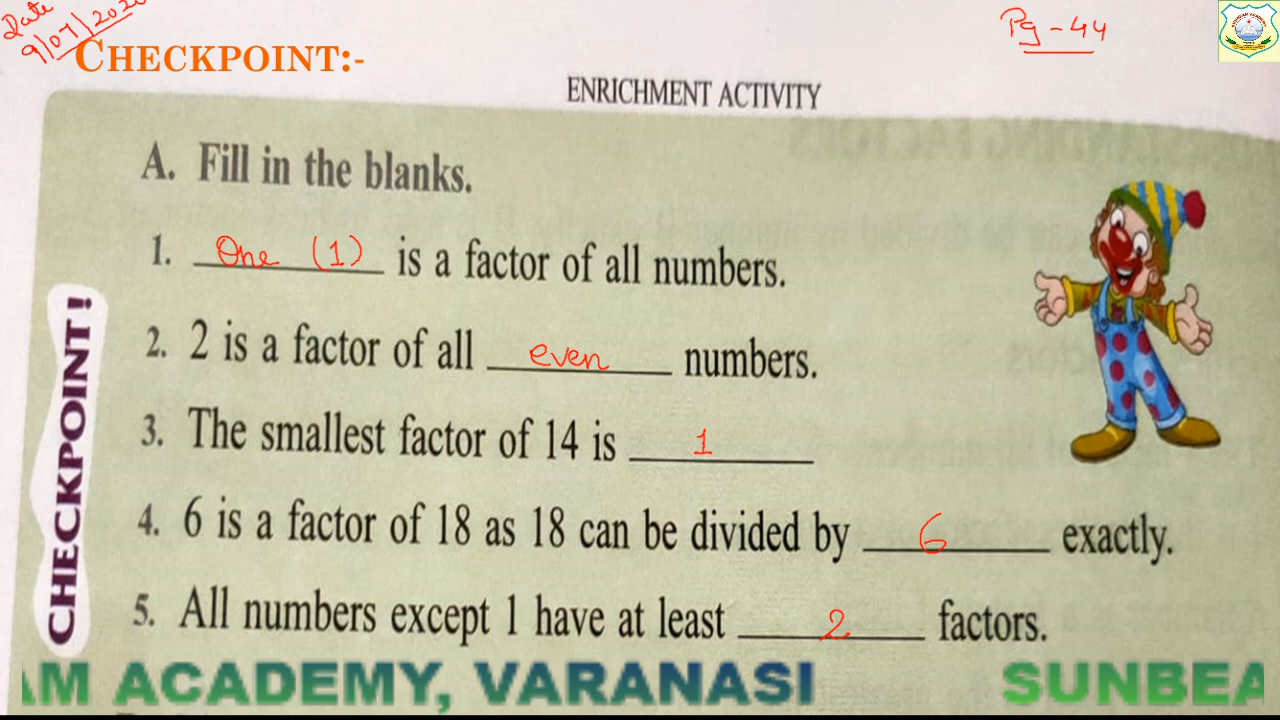 Date
9/07/2020
Pg-44
CHECKPOINT:-
ENRICHMENT ACTIVITY
A. Fill in the blanks.
1. One (1) is a factor of all numbers.
2. 2 is a factor of all even numbers.
3. The smallest factor of 14 is 1
4. 6 is a factor of 18 as 18 can be divided by 6 exactly.
5. All numbers except 1 have at least 2 factors.
CHECKPOINT!
AM ACADEMY, VARANASI SUNBEA